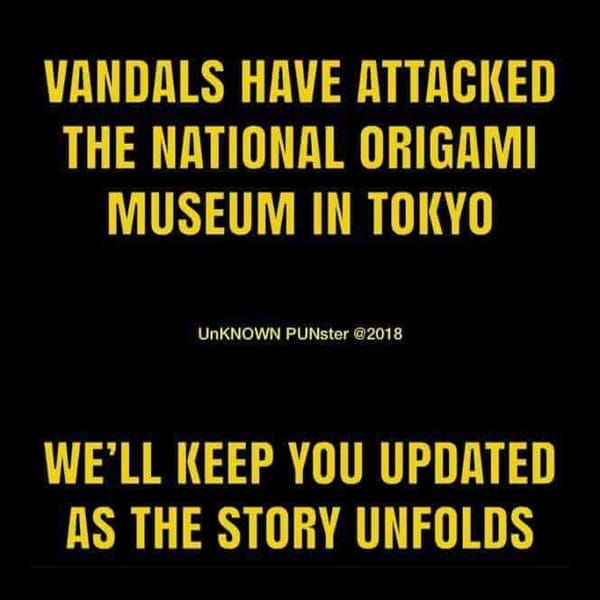 VANDALS HAVE ATTACKED
THE NATIONAL ORIGAMI
MUSEUM IN TOKYO
UnKNOWN PUNster @2018
WE'LL KEEP YOU UPDATED
AS THE STORY UNFOLDS